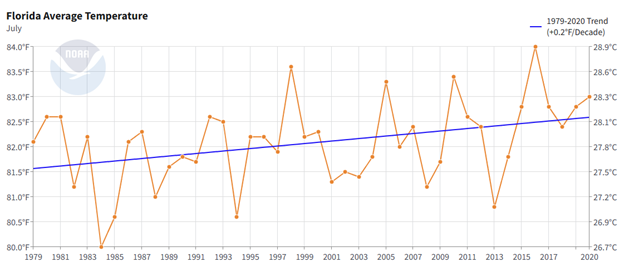 Florida Average Temperature
July
1979-2020 Trend
(+0.2°F/Decade)
NOAA
84.0°F
83.5°F
83.0°F
82.5°F
82.0°F
81.5°F
81.0°F
80.5°F
80.0°F
28.9°C
28.6°C
28.3°C
28.1°C
27.8°C
27.5°C
27.2°C
26.9°C
26.7°C
1979 1981 1983 1985 1987 1989 1991 1993 1995 1997 1999 2001 2003 2005 2007 2009 2011 2013 2015 2017 2020